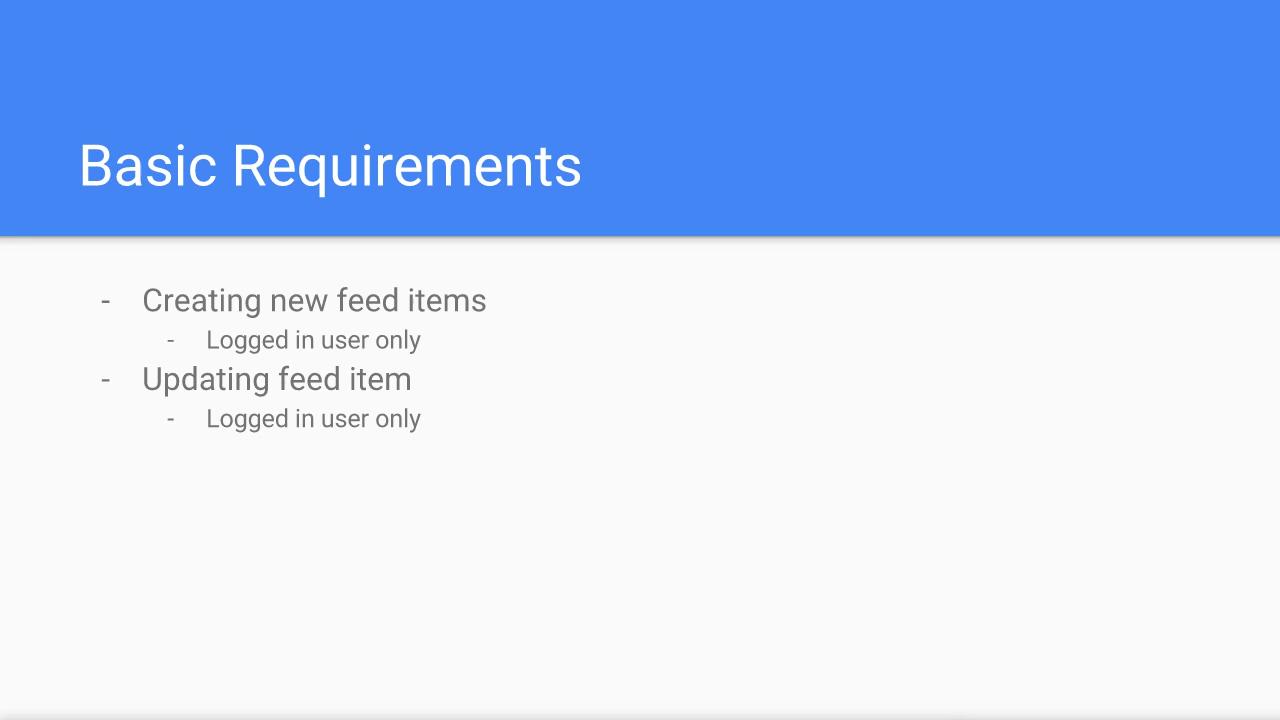 Basic Requirements
- Creating new feed items
- Logged in user only
- Updating feed item
- Logged in user only